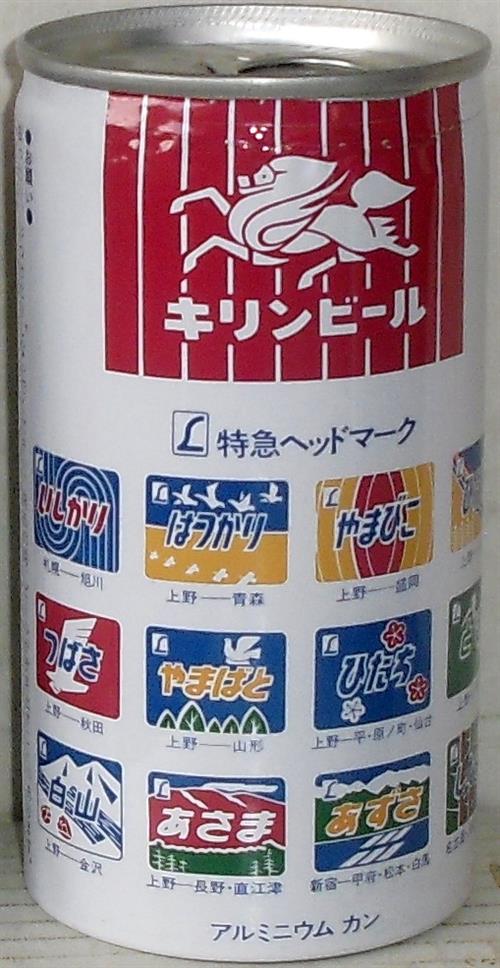 キリンビール
L 特急ヘッドマーク
L いしかり
札幌──旭川
L はつかり
上野──青森
L やまびこ
上野──盛岡
L つばさ
上野──秋田
L やまばと
上野──山形
L ひたち
上野──平・原ノ町・仙台
L 白山
上野──金沢
L あさま
上野──長野・直江津
L あずさ
新宿──甲府・松本・白馬
アルミニウム カン
●お願い●